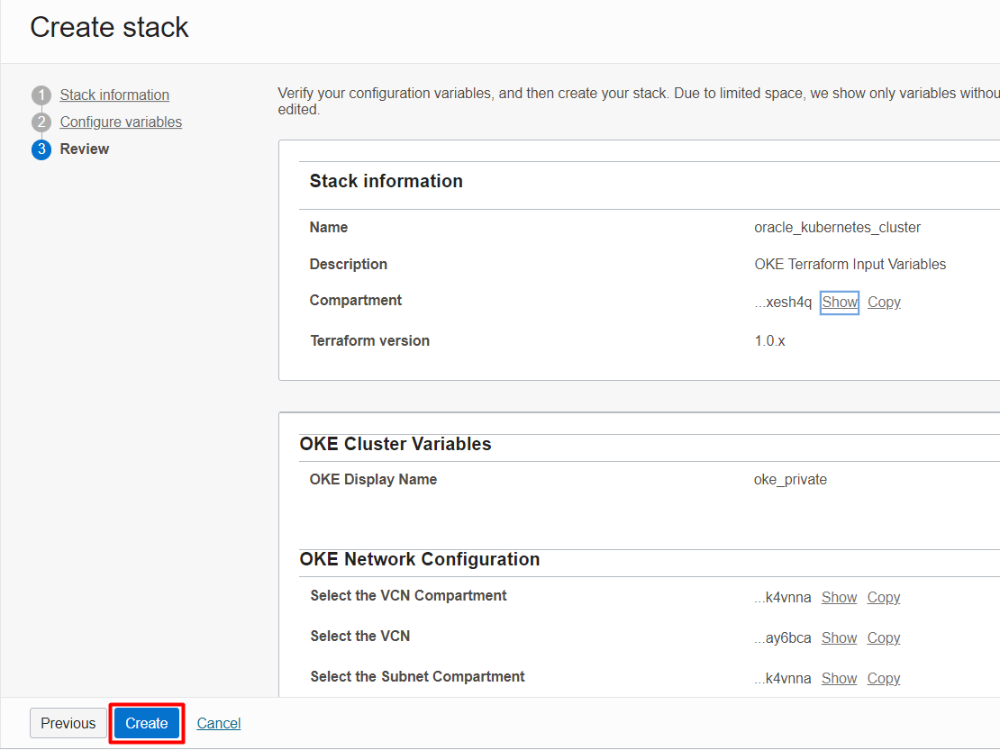 Create stack
1 Stack information
2 Configure variables
3 Review
Verify your configuration variables, and then create your stack. Due to limited space, we show only variables withou
edited.
Stack information
Name oracle_kubernetes_cluster
Description OKE Terraform Input Variables
Compartment ...xesh4q Show Copy
Terraform version 1.0.x
OKE Cluster Variables
OKE Display Name oke_private
OKE Network Configuration
Select the VCN Compartment ...k4vnna Show Copy
Select the VCN ...ay6bca Show Copy
Select the Subnet Compartment ...k4vnna Show Copy
Previous Create Cancel